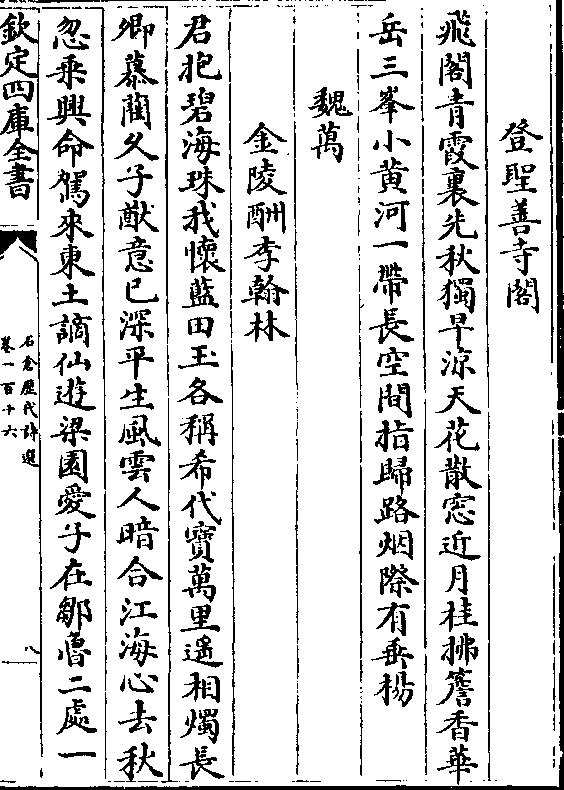 登聖善寺閣
飛閣青霞裏先秋獨早涼天花散窓近月桂拂簷香華
岳三峯小黄河一帶長空間指歸路烟際有垂楊
魏萬
金陵酬李翰林
君抱碧海珠我懷藍田玉各稱希代寶萬里遥相燭長
卿慕藺久子猷意已深平生風雲人暗合江海心去秋
忽乗興命駕來東土謫仙遊梁園愛子在鄒魯二處一
欽定四庫全書
石倉歷代詩選
卷一百十六
八